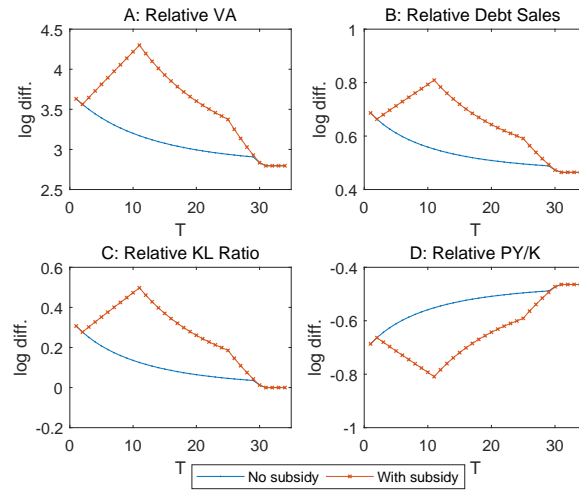 A: Relative VA
4.5
4
3.5
3
2.5
log diff.
0 10 20 30
T
B: Relative Debt Sales
1
0.8
0.6
0.4
log diff.
0 10 20 30
T
C: Relative KL Ratio
0.6
0.4
0.2
0
-0.2
log diff.
0 10 20 30
T
D: Relative PY/K
-0.4
-0.6
-0.8
-1
log diff.
0 10 20 30
T
No subsidy With subsidy